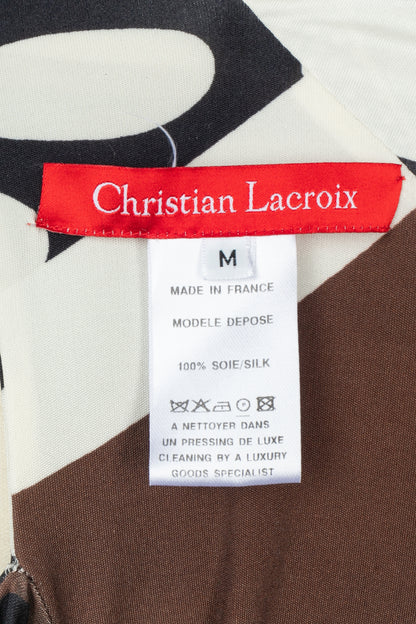 Christian Lacroix
M
MADE IN FRANCE
MODELE DEPOSE
100% SOIE/SILK
A NETTOYER DANS
UN PRESSING DE LUXE
CLEANING BY A LUXURY
GOODS SPECIALIST